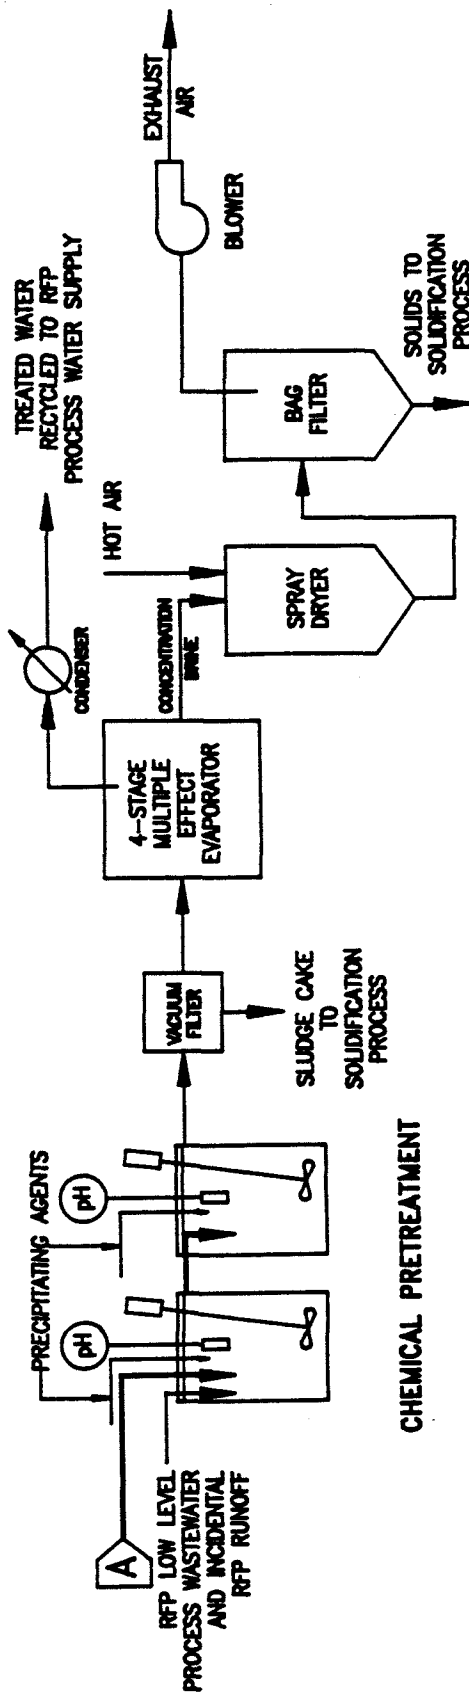 A
RFP LOW LEVEL
PROCESS WASTEWATER
AND INCIDENTAL
RFP RUNOFF
PRECIPITATING AGENTS
pH
pH
CHEMICAL PRETREATMENT
VACUUM
FILTER
SLUDGE CAKE
TO
SOLIDIFICATION
PROCESS
4-STAGE
MULTIPLE
EFFECT
EVAPORATOR
CONDENSER
TREATED WATER
RECYCLED TO RFP
PROCESS WATER SUPPLY
CONCENTRATION
BRINE
HOT AIR
SPRAY
DRYER
BAG
FILTER
SOLIDS TO
SOLIDIFICATION
PROCESS
BLOWER
EXHAUST
AIR